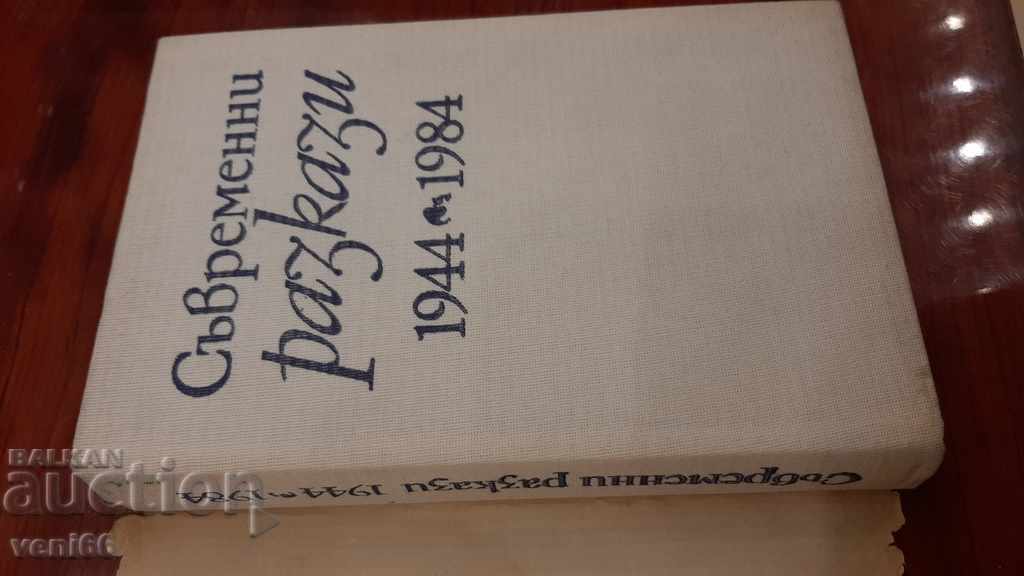 Съвременни
разкази
1944 ~ 1984
Съвременни разкази 1944 ~ 1984
BALKAN
auction
veni66